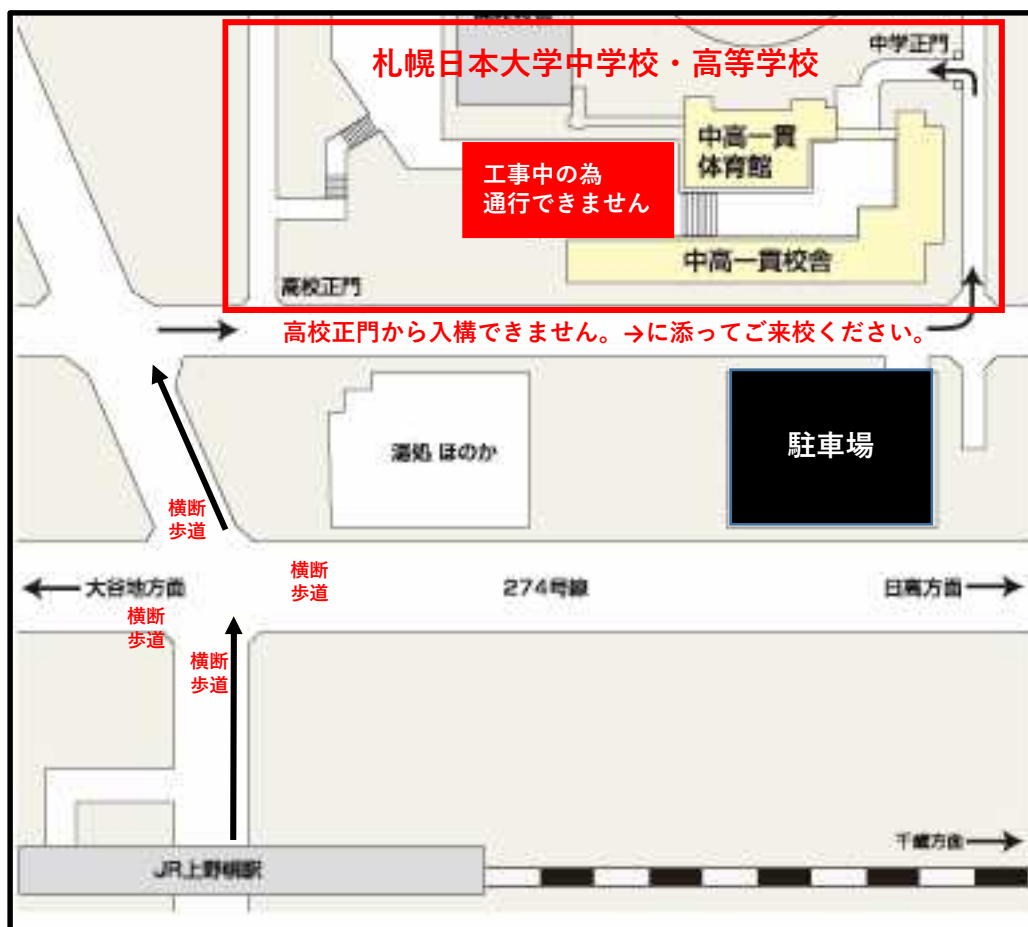 中学正門
札幌日本大学中学校・高等学校
中高一貫
体育館
工事中の為
通行できません
中高一貫校舎
高校正門
高校正門から入構できません。→に添ってご来校ください。
湯処 ほのか
駐車場
横断
歩道
横断
歩道
大谷地方面
274号線
日高方面
横断
歩道
横断
歩道
千歳方面
JR上野幌駅